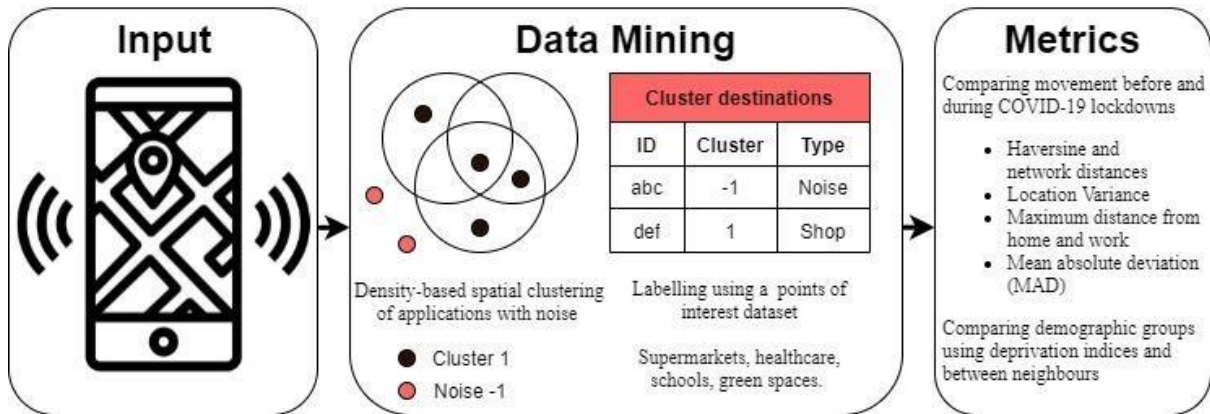 Input
Data Mining
Cluster destinations
ID Cluster Type
abc -1 Noise
def 1 Shop
Density-based spatial clustering
of applications with noise
Cluster 1
Noise -1
Labelling using a points of
interest dataset
Supermarkets, healthcare,
schools, green spaces.
Metrics
Comparing movement before and
during COVID-19 lockdowns
• Haversine and
network distances
• Location Variance
• Maximum distance from
home and work
• Mean absolute deviation
(MAD)
Comparing demographic groups
using deprivation indices and
between neighbours